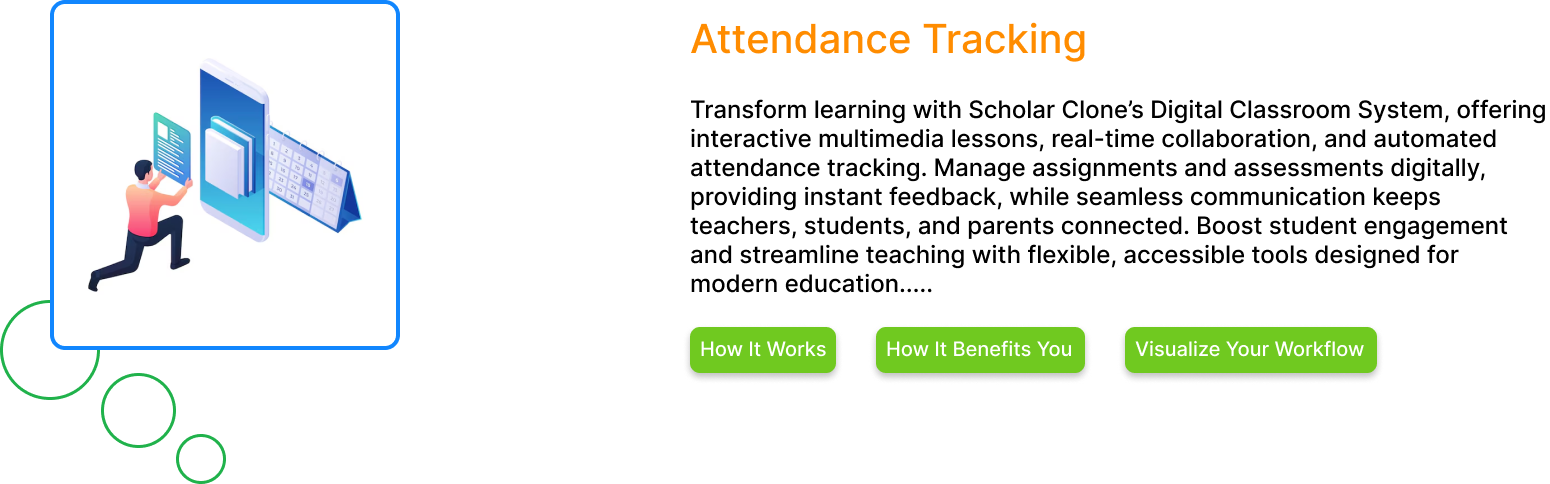 Attendance Tracking
Transform learning with Scholar Clone’s Digital Classroom System, offering
interactive multimedia lessons, real-time collaboration, and automated
attendance tracking. Manage assignments and assessments digitally,
providing instant feedback, while seamless communication keeps
teachers, students, and parents connected. Boost student engagement
and streamline teaching with flexible, accessible tools designed for
modern education.....
How It Works
How It Benefits You
Visualize Your Workflow